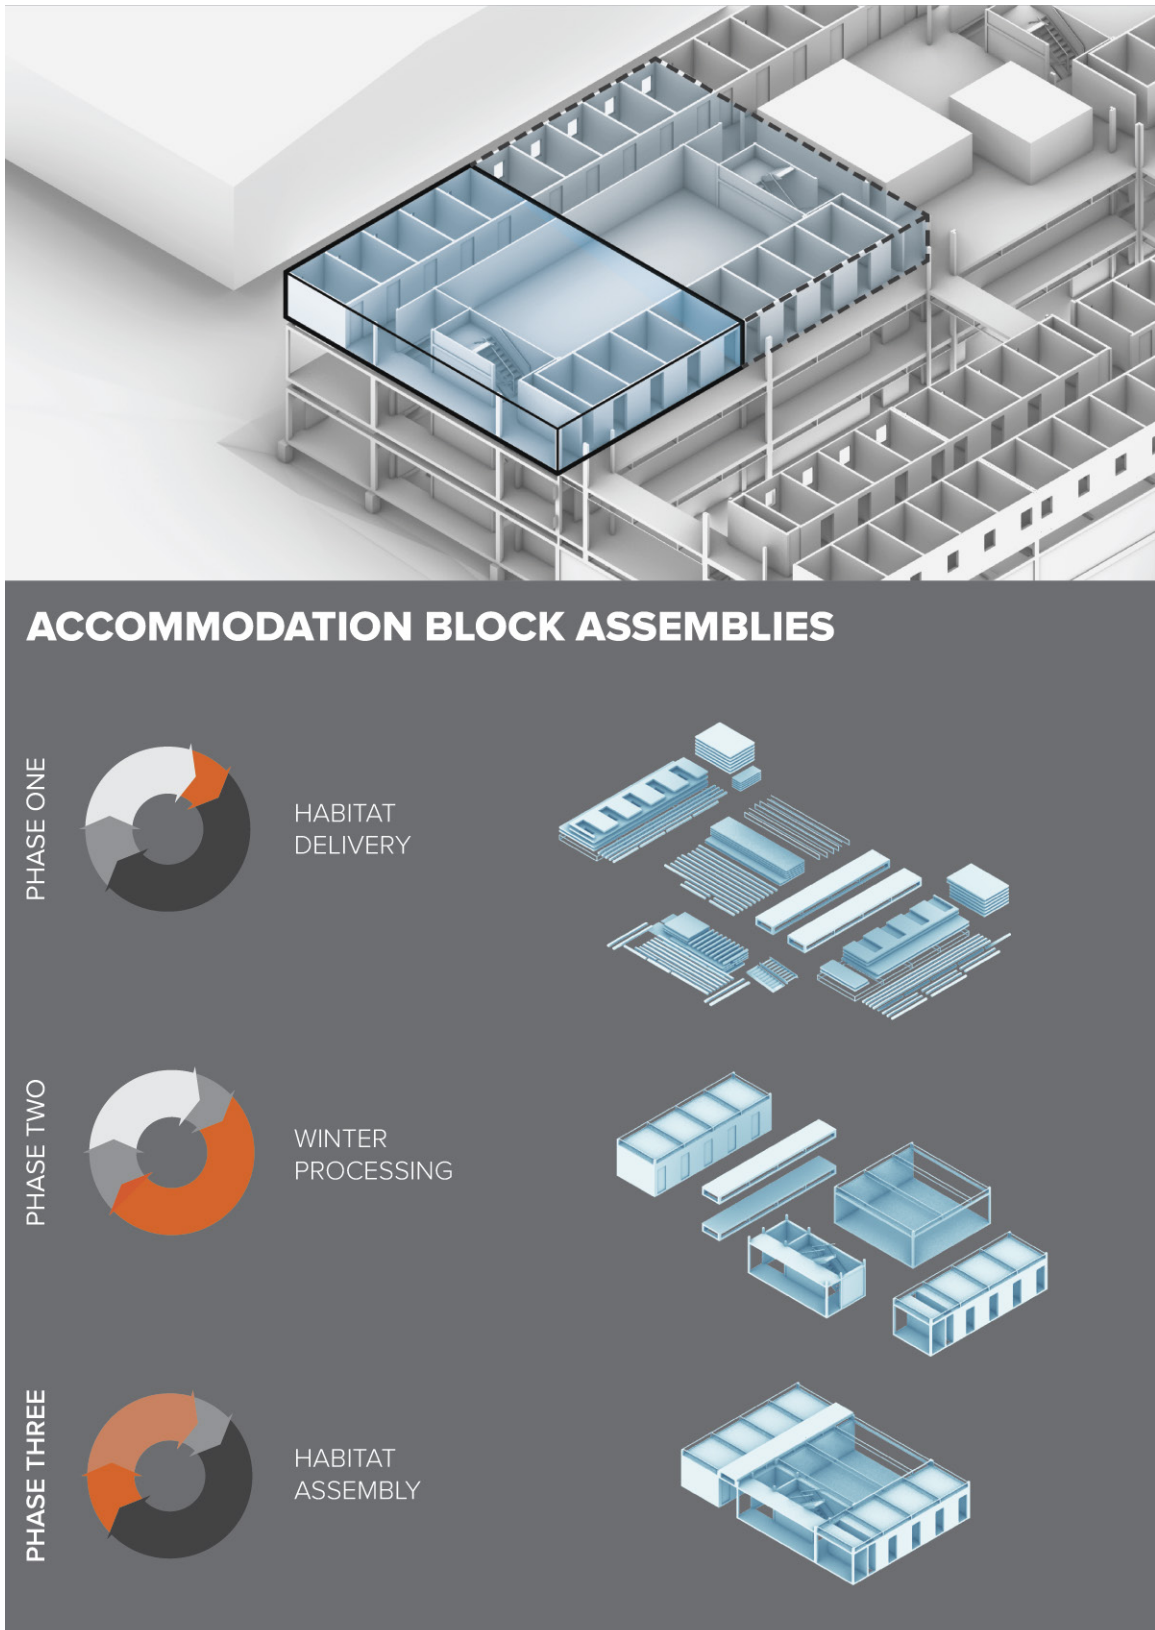 ACCOMMODATION BLOCK ASSEMBLIES
PHASE ONE
HABITAT
DELIVERY
PHASE TWO
WINTER
PROCESSING
PHASE THREE
HABITAT
ASSEMBLY